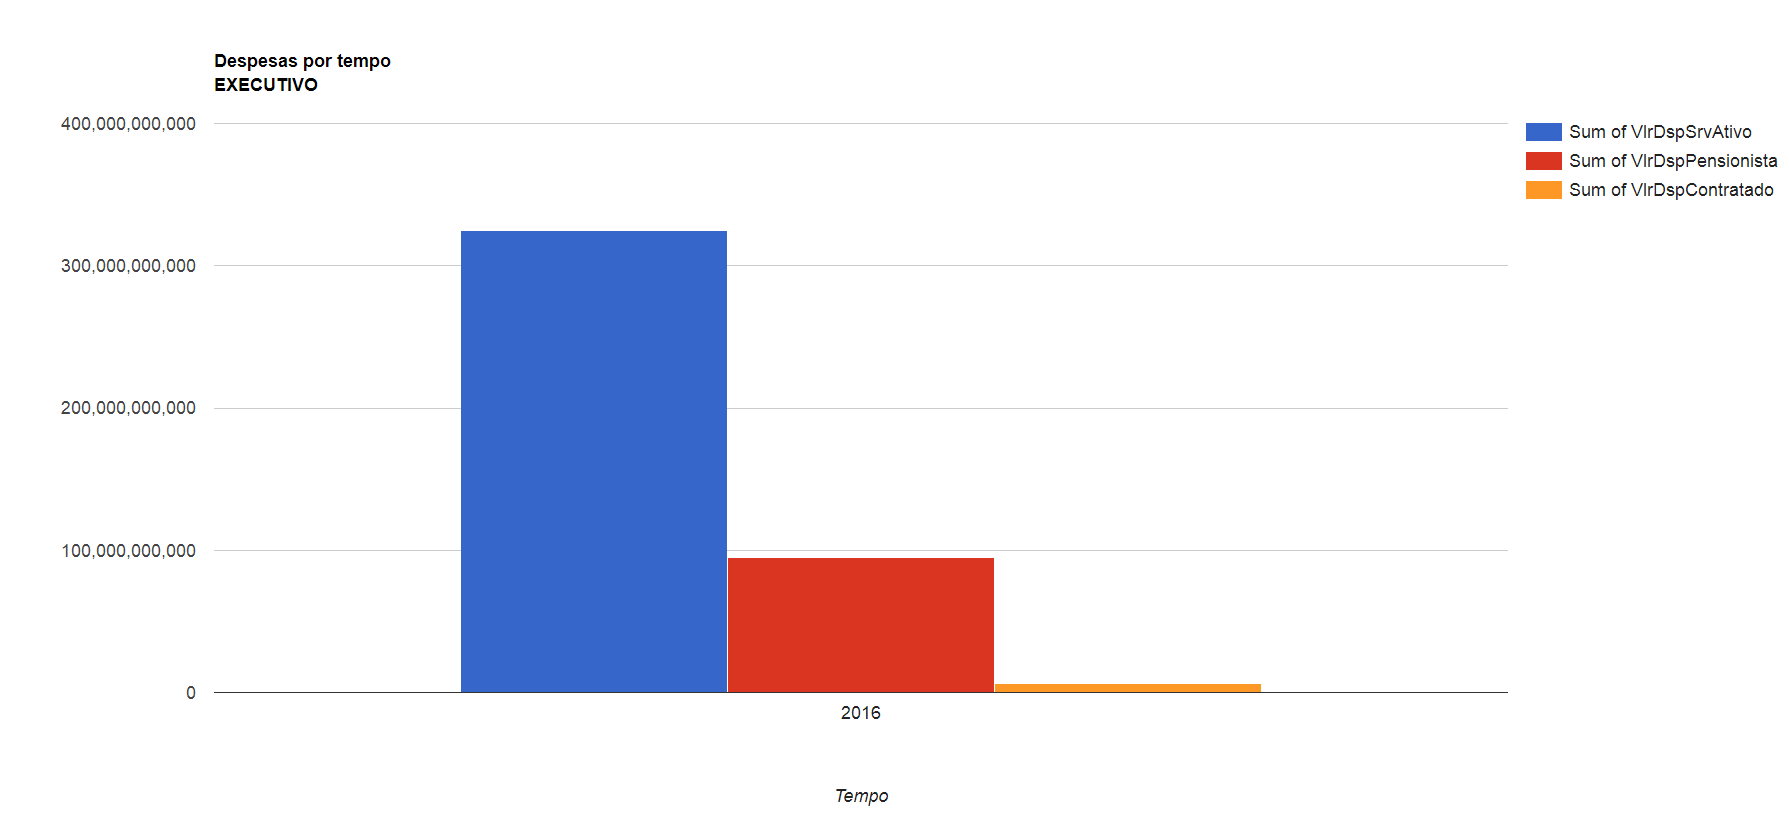 Despesas por tempo
EXECUTIVO
400,000,000,000
300,000,000,000
200,000,000,000
100,000,000,000
0
2016
Tempo
Sum of VlrDspSrvAtivo
Sum of VlrDspPensionista
Sum of VlrDspContratado